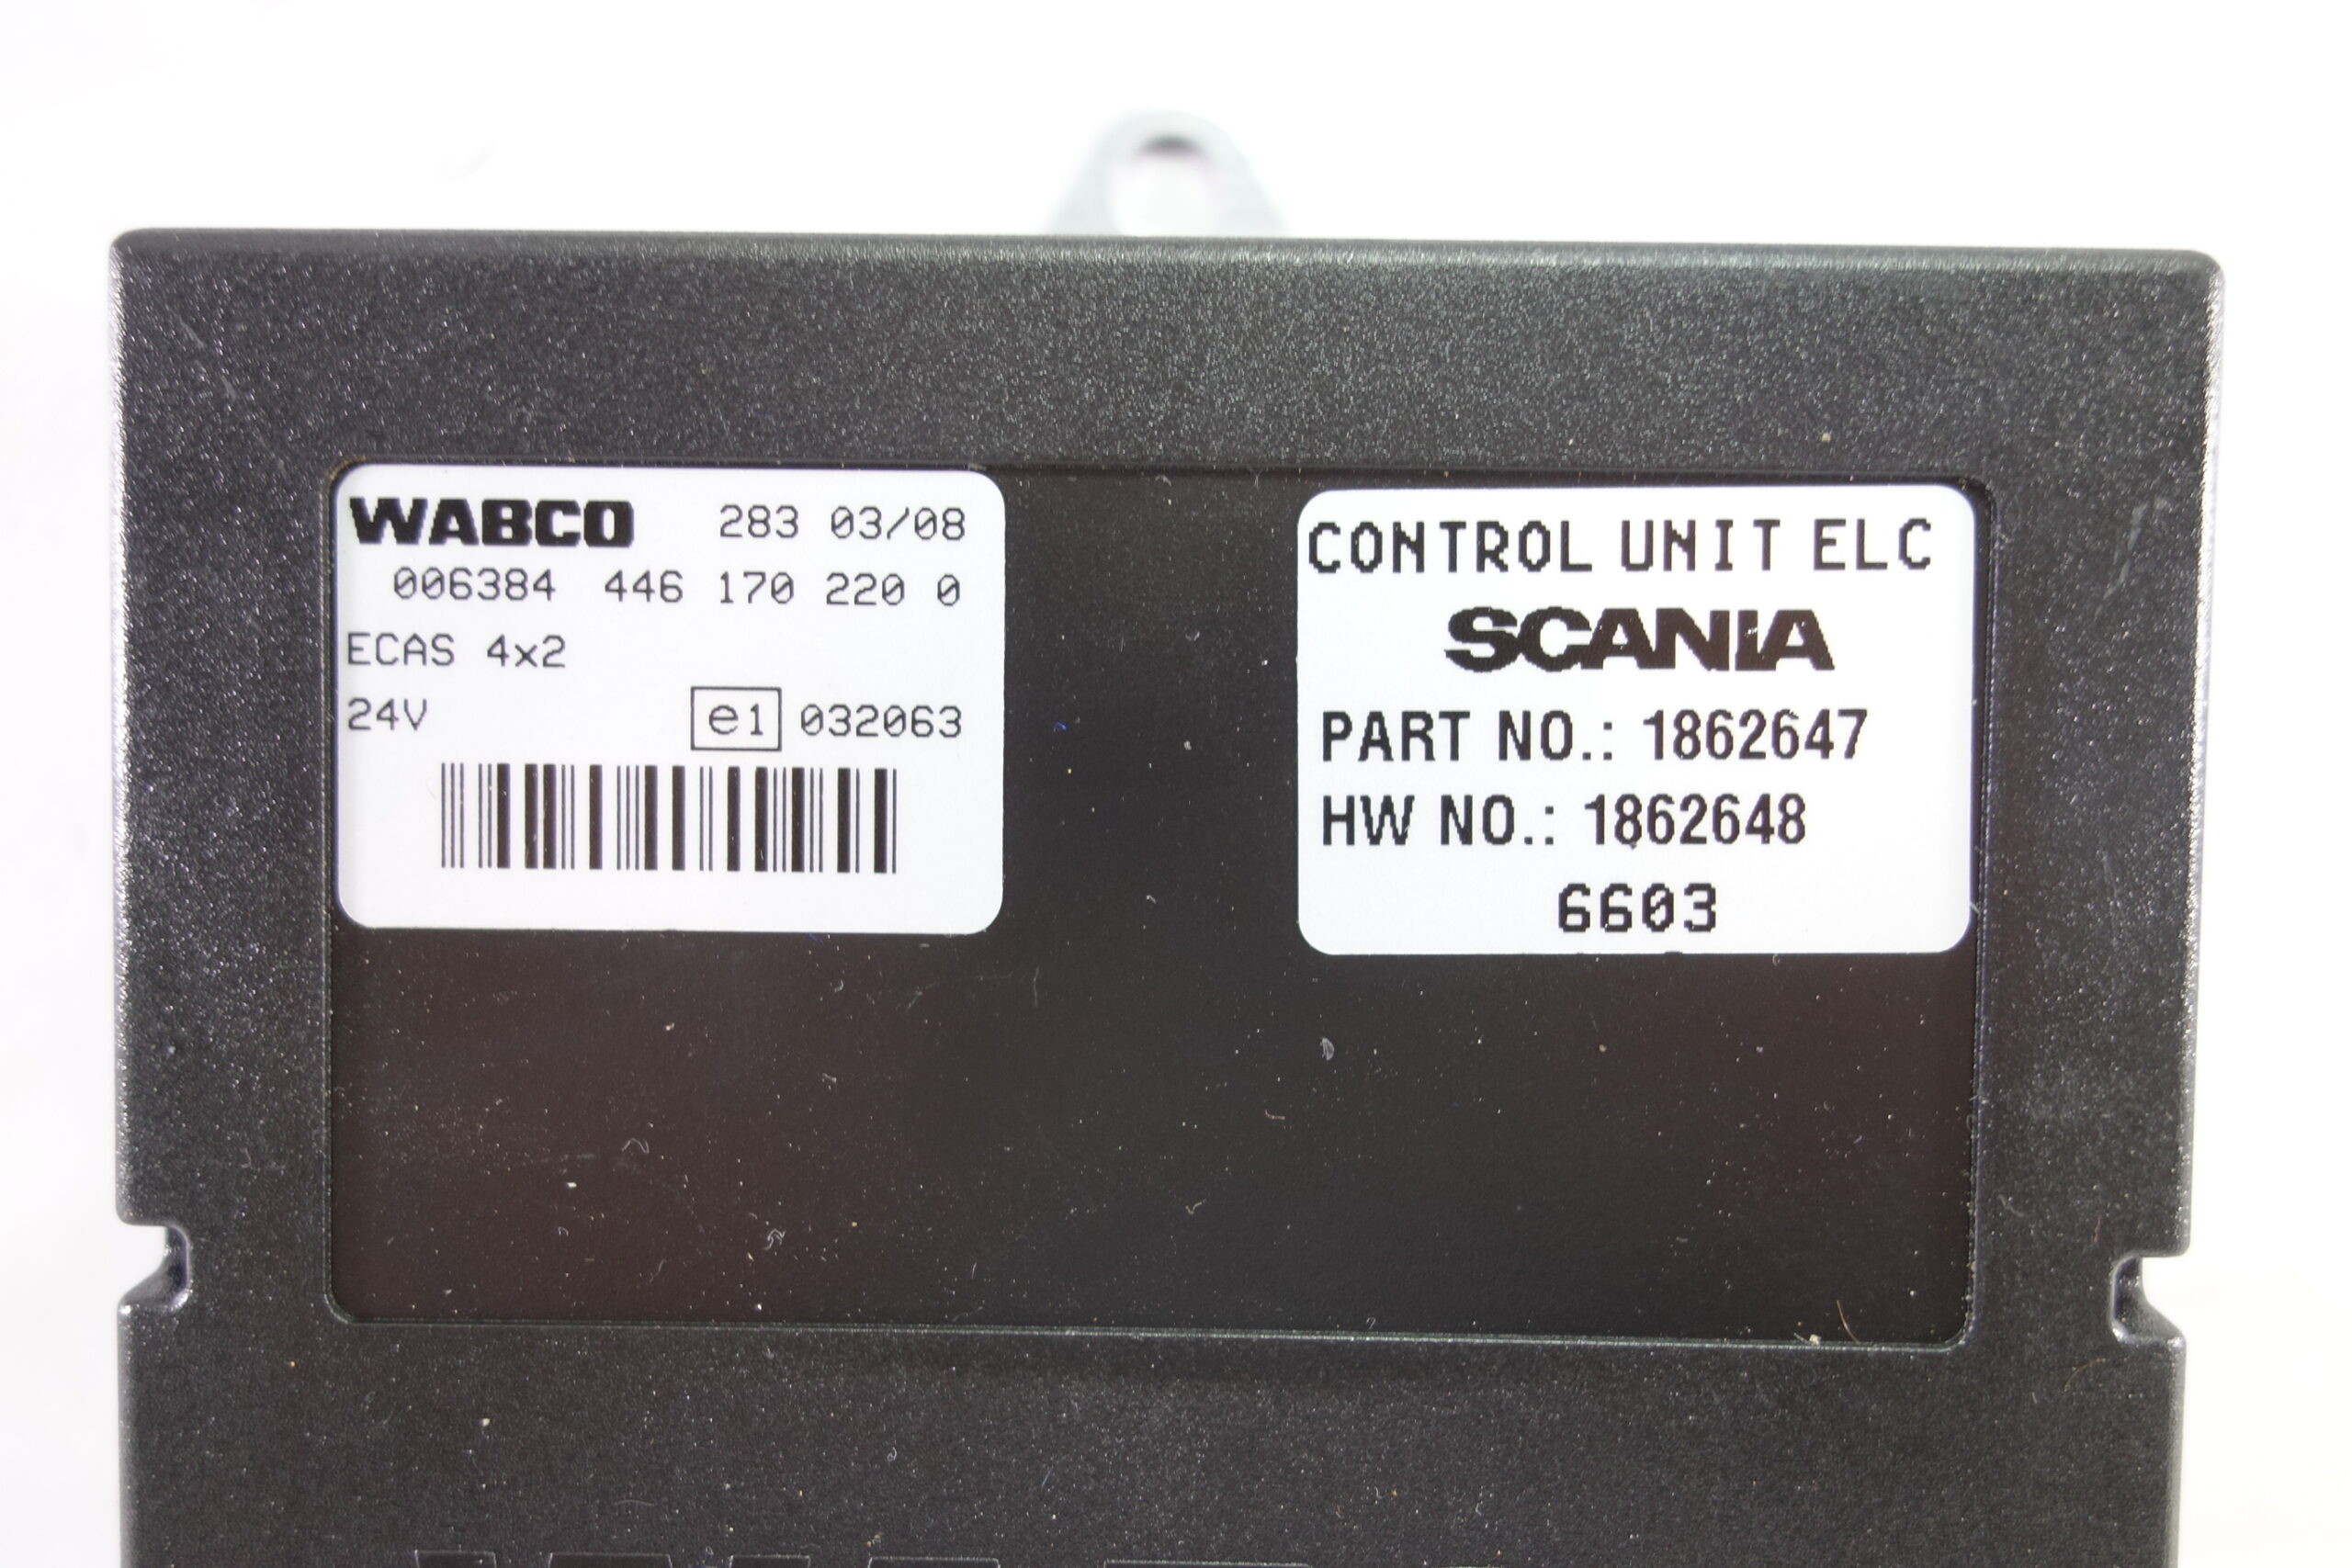 WABCO 283 03/08
006384 446 170 220 0
ECAS 4x2
24V e1 032063
CONTROL UNIT ELC
SCANIA
PART NO.: 1862647
HW NO.: 1862648
6603